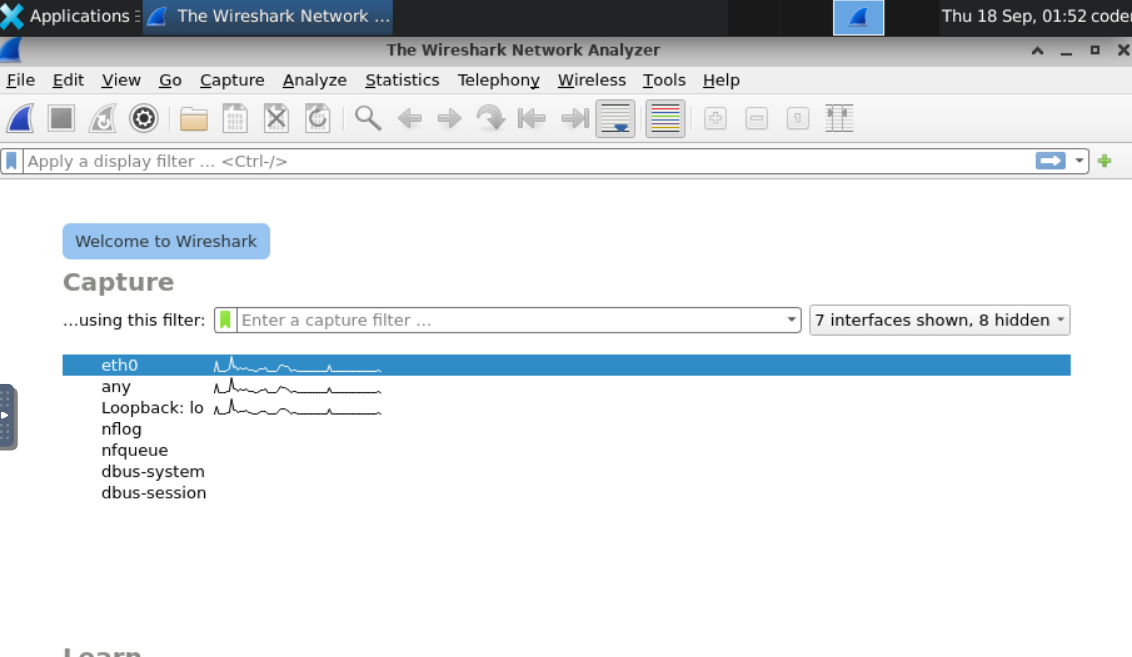 Applications The Wireshark Network ... Thu 18 Sep, 01:52 coder
The Wireshark Network Analyzer
File Edit View Go Capture Analyze Statistics Telephony Wireless Tools Help
Apply a display filter ... <Ctrl-/>
Welcome to Wireshark
Capture
...using this filter: Enter a capture filter ... 7 interfaces shown, 8 hidden
eth0
any
Loopback: lo
nflog
nfqueue
dbus-system
dbus-session
Learn